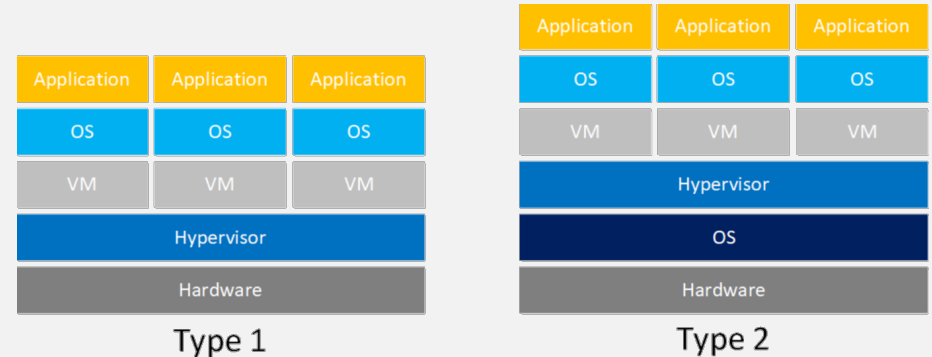 Application Application Application
OS OS OS
VM VM VM
Hypervisor
Hardware
Type 1
Application Application Application
OS OS OS
VM VM VM
Hypervisor
OS
Hardware
Type 2